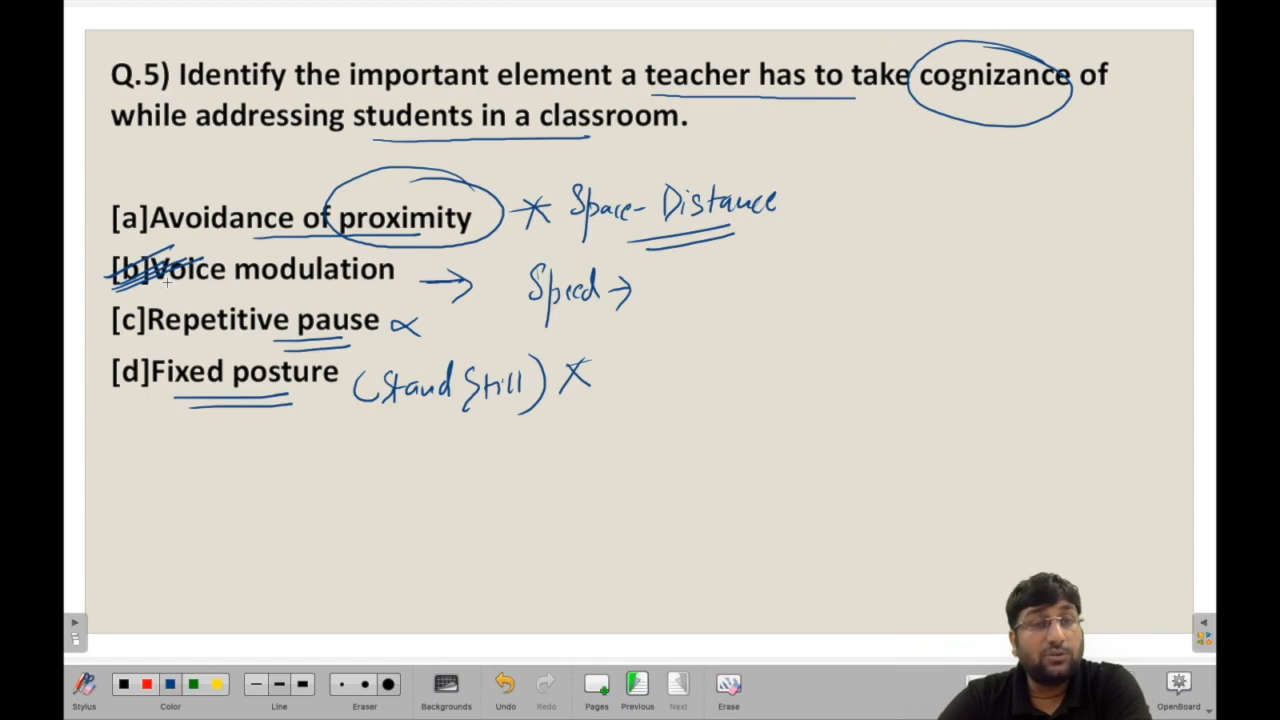 Q.5) Identify the important element a teacher has to take cognizance of
while addressing students in a classroom.
[a]Avoidance of proximity * Space- Distance
[b]Voice modulation → Speed →
[c]Repetitive pause
[d]Fixed posture (Stand Still) ×
Stylus
Color
Line
Eraser
Backgrounds
Undo
Redo
Pages
Previous
Next
Erase
OpenBoard